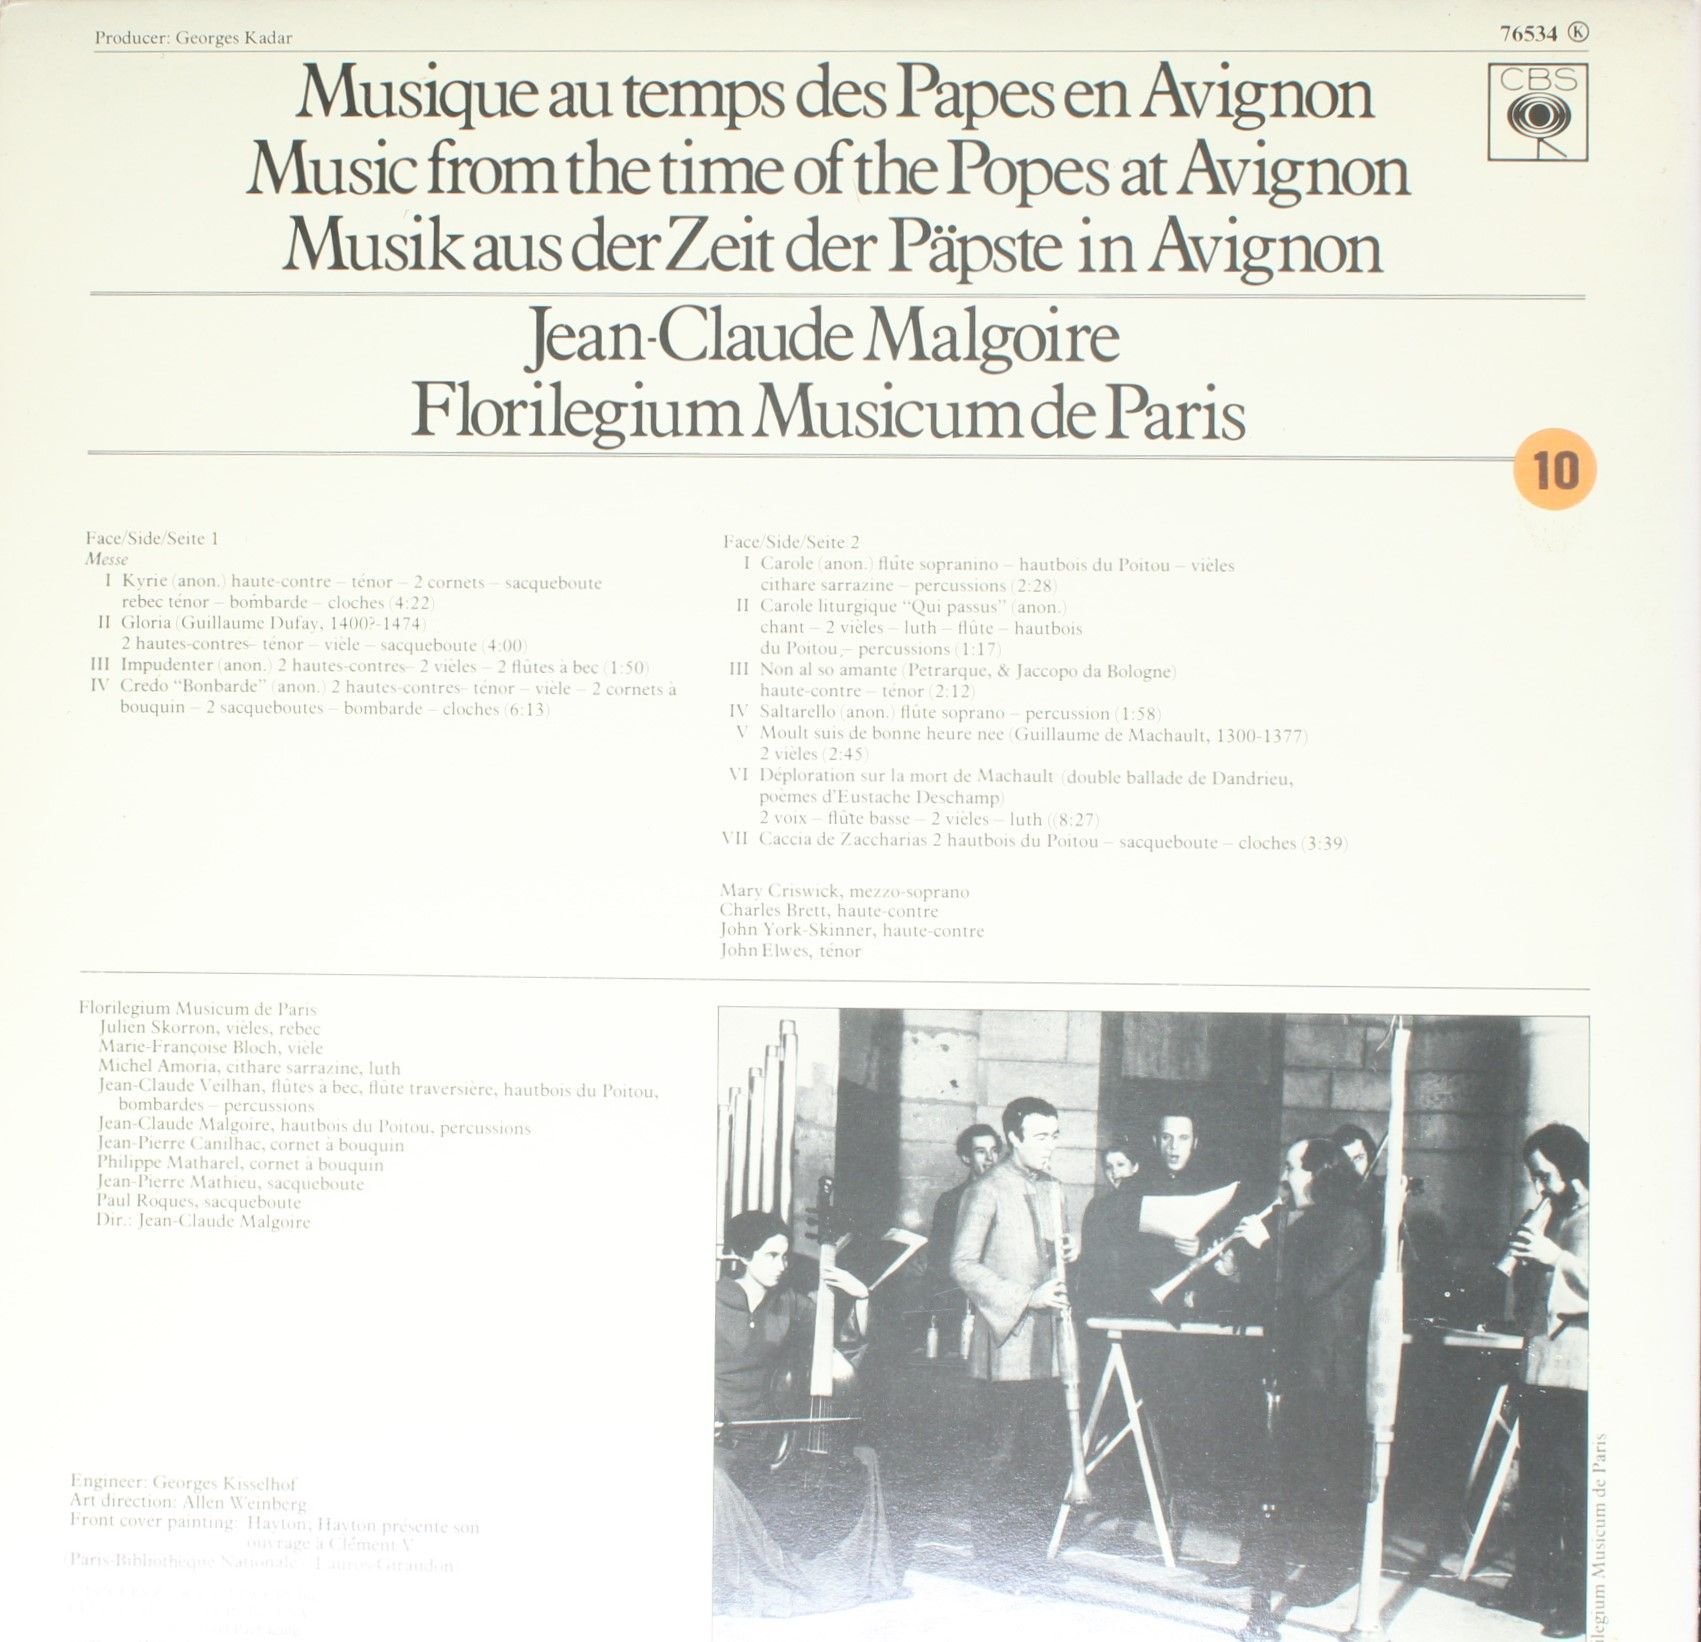 Producer: Georges Kadar
76534 Ⓚ
CBS
Musique au temps des Papes en Avignon
Music from the time of the Popes at Avignon
Musik aus der Zeit der Päpste in Avignon
Jean-Claude Malgoire
Florilegium Musicum de Paris
10
Face/Side/Seite 1
Messe
I Kyrie (anon.) haute-contre – ténor – 2 cornets – sacqueboute
rebec ténor – bombarde – cloches (4:22)
II Gloria (Guillaume Dufay, 1400?-1474)
2 hautes-contres– ténor – vièle – sacqueboute (4:00)
III Impudenter (anon.) 2 hautes-contres– 2 vièles – 2 flûtes à bec (1:50)
IV Credo “Bonbarde” (anon.) 2 hautes-contres– ténor – vièle – 2 cornets à
bouquin – 2 sacqueboutes – bombarde – cloches (6:13)
Face/Side/Seite 2
I Carole (anon.) flûte sopranino – hautbois du Poitou – vièles
cithare sarrazine – percussions (2:28)
II Carole liturgique “Qui passus” (anon.)
chant – 2 vièles – luth – flûte – hautbois
du Poitou,– percussions (1:17)
III Non al so amante (Petrarque, & Jaccopo da Bologne)
haute-contre – ténor (2:12)
IV Saltarello (anon.) flûte soprano – percussion (1:58)
V Moult suis de bonne heure nee (Guillaume de Machault, 1300-1377)
2 vièles (2:45)
VI Déploration sur la mort de Machault (double ballade de Dandrieu,
poèmes d'Eustache Deschamp)
2 voix – flûte basse – 2 vièles – luth ((8:27)
VII Caccia de Zaccharias 2 hautbois du Poitou – sacqueboute – cloches (3:39)
Mary Criswick, mezzo-soprano
Charles Brett, haute-contre
John York-Skinner, haute-contre
John Elwes, ténor
Florilegium Musicum de Paris
Julien Skorron, vièles, rebec
Marie-Françoise Bloch, vièle
Michel Amoria, cithare sarrazine, luth
Jean-Claude Veilhan, flûtes à bec, flûte traversière, hautbois du Poitou,
bombardes – percussions
Jean-Claude Malgoire, hautbois du Poitou, percussions
Jean-Pierre Canilhac, cornet à bouquin
Philippe Matharel, cornet à bouquin
Jean-Pierre Mathieu, sacqueboute
Paul Roques, sacqueboute
Dir.: Jean-Claude Malgoire
Engineer: Georges Kisselhof
Art direction: Allen Weinberg
Front cover painting: Hayton; Hayton présente son
ouvrage à Clément V
(Paris-Bibliothèque Nationale) Lauros-Giraudon
legium Musicum de Paris